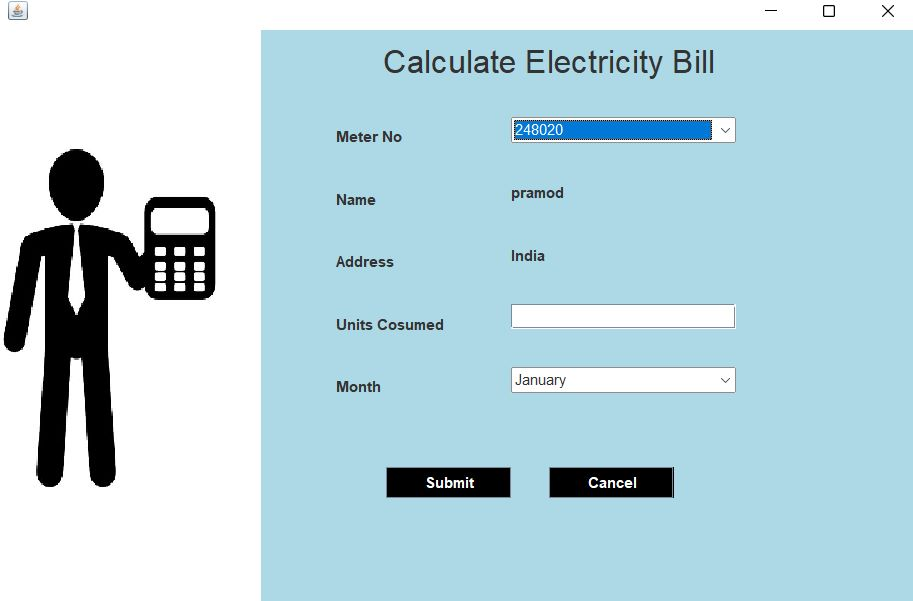 Calculate Electricity Bill
Meter No 248020
Name pramod
Address India
Units Cosumed
Month January
Submit Cancel